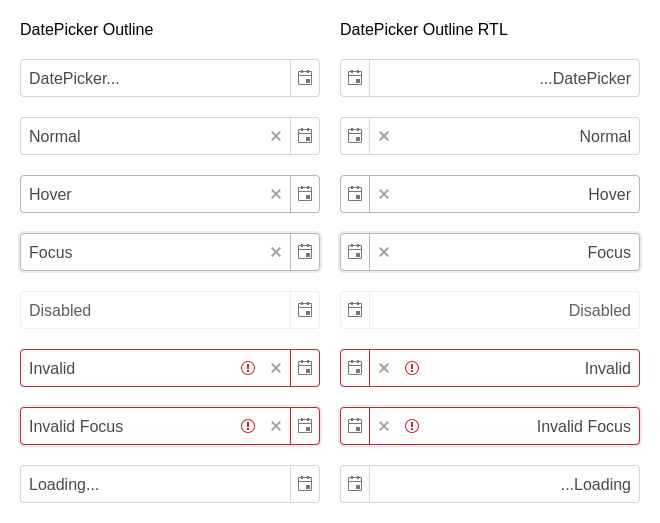 DatePicker Outline
DatePicker...
Normal
Hover
Focus
Disabled
Invalid
Invalid Focus
Loading...
DatePicker Outline RTL
...DatePicker
Normal
Hover
Focus
Disabled
Invalid
Invalid Focus
...Loading